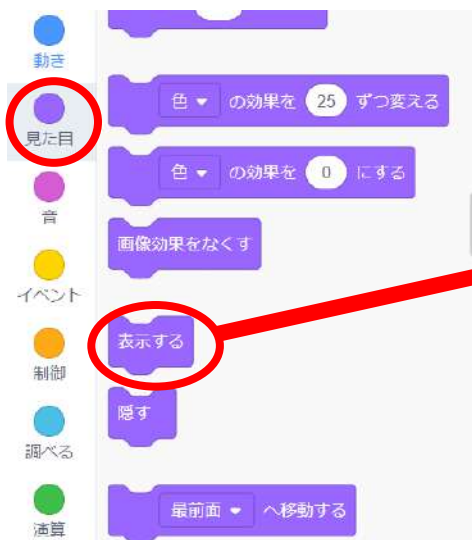 動き
見た目
音
イベント
制御
調べる
演算
色 の効果を 25 ずつ変える
色 の効果を 0 にする
画像効果をなくす
表示する
隠す
最前面 へ移動する